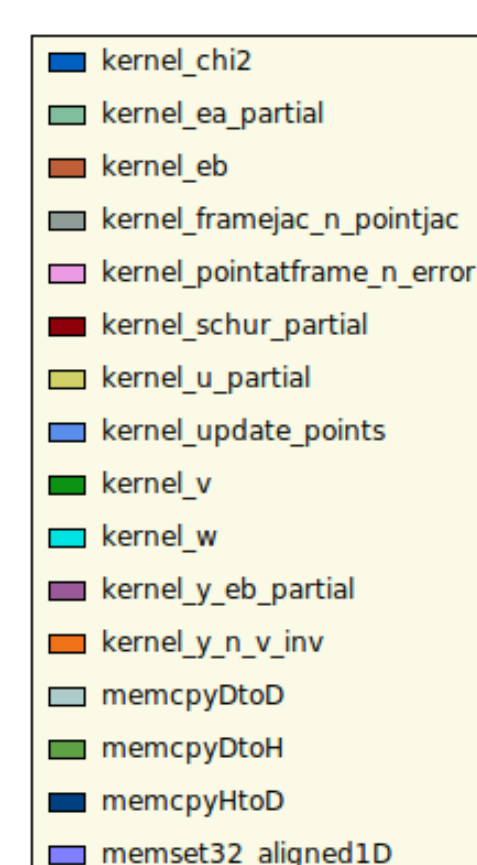 kernel_chi2
kernel_ea_partial
kernel_eb
kernel_framejac_n_pointjac
kernel_pointatframe_n_error
kernel_schur_partial
kernel_u_partial
kernel_update_points
kernel_v
kernel_w
kernel_y_eb_partial
kernel_y_n_v_inv
memcpyDtoD
memcpyDtoH
memcpyHtoD
memset32_aligned1D